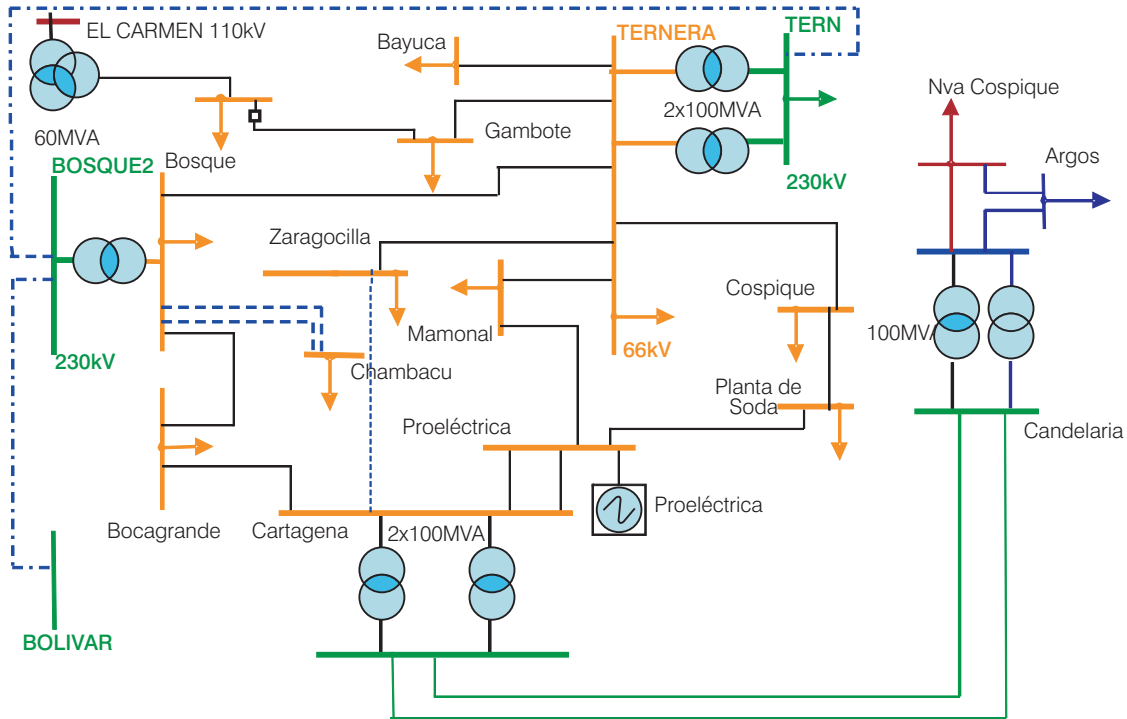 EL CARMEN 110kV
Bayuca
TERNERA
TERN
2x100MVA
Nva Cospique
60MVA
Gambote
Argos
BOSQUE2
Bosque
230kV
Zaragocilla
Cospique
Mamonal
100MVA
230kV
Chambacu
66kV
Planta de
Soda
Proeléctrica
Candelaria
Proeléctrica
Bocagrande
Cartagena
2x100MVA
BOLIVAR